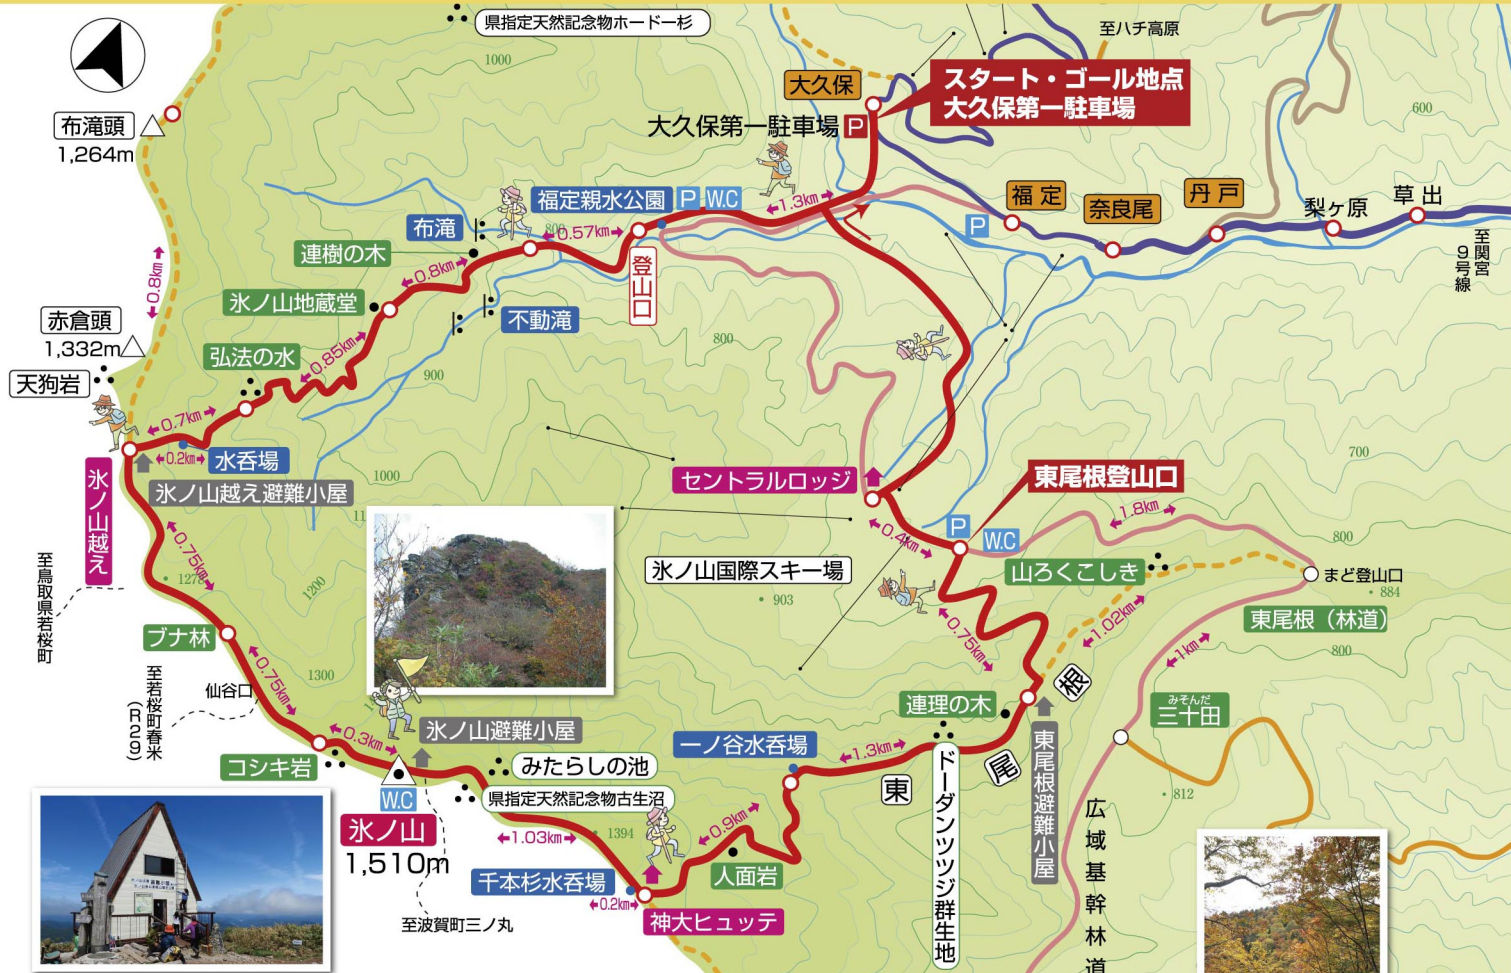 県指定天然記念物ホードー杉
至ハチ高原
1000
600
大久保
スタート・ゴール地点
大久保第一駐車場
大久保第一駐車場 P
布滝頭
1,264m
福定親水公園 P W.C
←1.3km→
福定
奈良尾
丹戸
梨ヶ原
草出
至関宮
9号線
P
布滝
800
←0.57km→
連樹の木
←0.8km→
登山口
←0.8km→
氷ノ山地蔵堂
不動滝
赤倉頭
1,332m
弘法の水
←0.85km→
900
800
天狗岩
←0.7km→
←0.2km→
水呑場
氷ノ山越え避難小屋
氷ノ山越え
1000
11
セントラルロッジ
東尾根登山口
700
←0.4km→
P
W.C
←1.8km→
800
至鳥取県若桜町
←0.75km→
1278
1200
氷ノ山国際スキー場
903
山ろくこしき
まど登山口
884
←1.02km→
東尾根（林道）
800
←0.75km→
←1km→
ブナ林
←0.75km→
1300
仙谷口
至若桜町春米
（R29）
連理の木
みそんだ
三十田
←0.3km→
氷ノ山避難小屋
一ノ谷水呑場
←1.3km→
東
尾
根
東尾根避難小屋
ドーダンツツジ群生地
コシキ岩
みたらしの池
W.C
県指定天然記念物古生沼
812
氷ノ山
1,510m
←1.03km→
1394
←0.9km→
人面岩
広域基幹林道
千本杉水呑場
←0.2km→
神大ヒュッテ
至波賀町三ノ丸